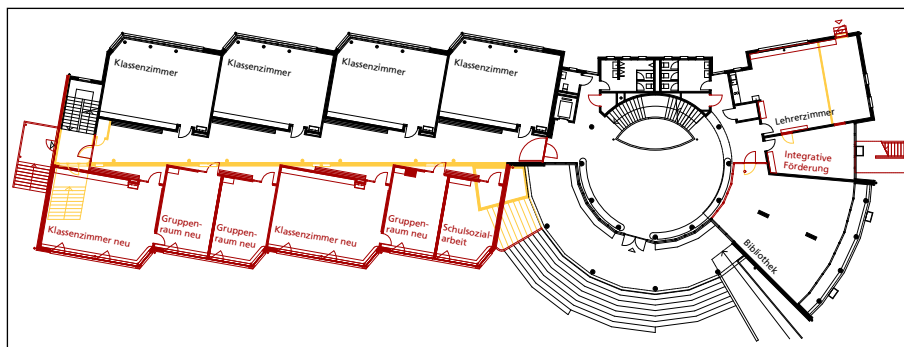 Klassenzimmer
Klassenzimmer
Klassenzimmer
Klassenzimmer
Lehrerzimmer
Integrative
Förderung
Bibliothek
Klassenzimmer neu
Gruppen-
raum neu
Gruppen-
raum neu
Klassenzimmer neu
Gruppen-
raum neu
Schulsozial-
arbeit